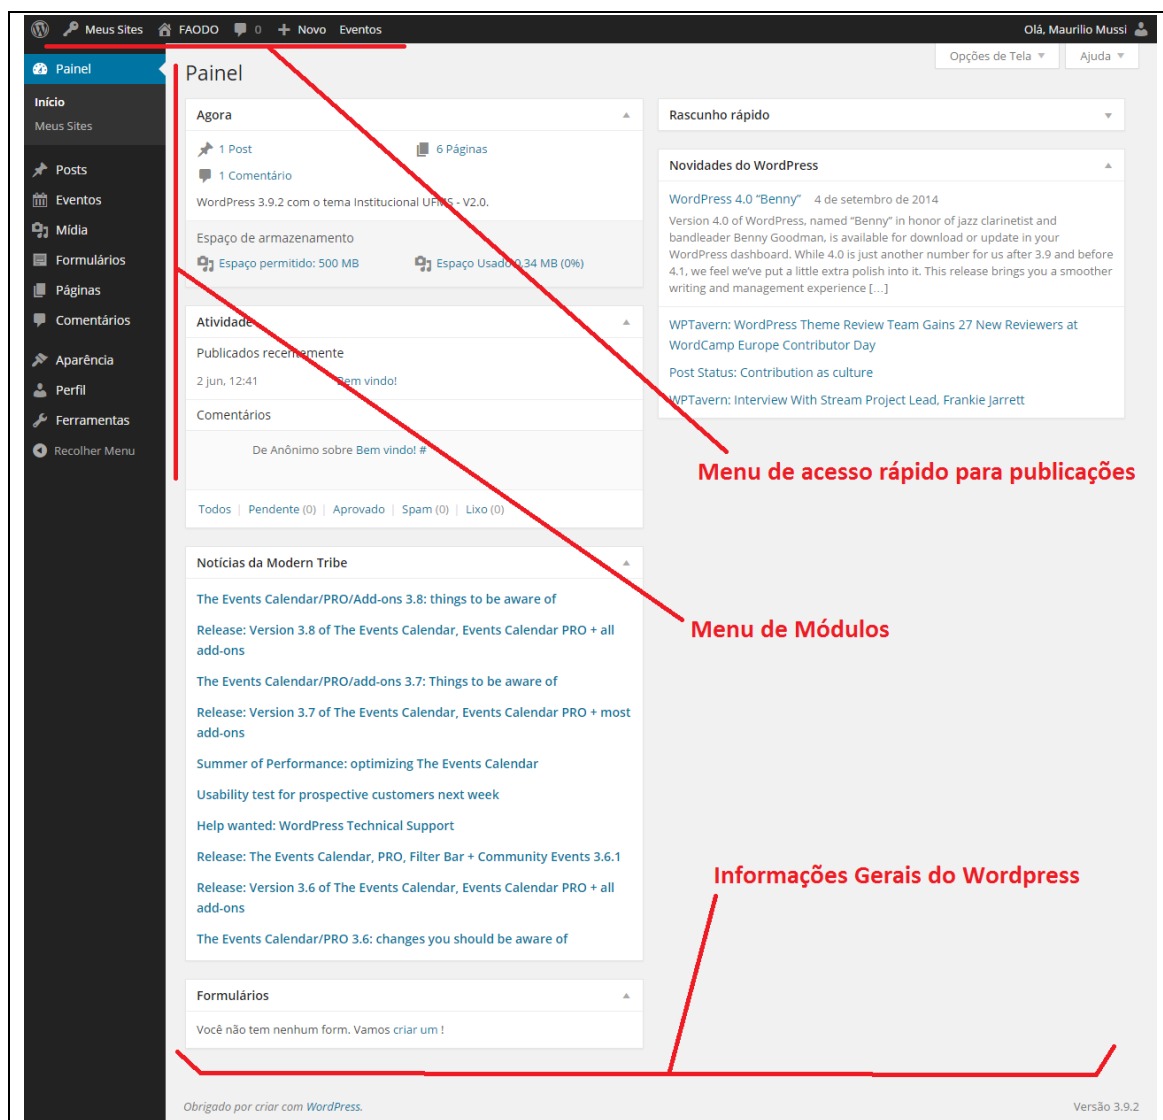 Meus Sites FAODO 0 + Novo Eventos Olá, Maurilio Mussi
Opções de Tela Ajuda
Painel
Início
Meus Sites
Posts
Eventos
Mídia
Formulários
Páginas
Comentários
Aparência
Perfil
Ferramentas
Recolher Menu
Painel
Agora
1 Post 6 Páginas
1 Comentário
WordPress 3.9.2 com o tema Institucional UFMS - V2.0.
Espaço de armazenamento
Espaço permitido: 500 MB Espaço Usado 0,34 MB (0%)
Atividade
Publicados recentemente
2 jun, 12:41 Bem vindo!
Comentários
De Anônimo sobre Bem vindo! #
Todos | Pendente (0) | Aprovado | Spam (0) | Lixo (0)
Notícias da Modern Tribe
The Events Calendar/PRO/Add-ons 3.8: things to be aware of
Release: Version 3.8 of The Events Calendar, Events Calendar PRO + all
add-ons
The Events Calendar/PRO/add-ons 3.7: Things to be aware of
Release: Version 3.7 of The Events Calendar, Events Calendar PRO + most
add-ons
Summer of Performance: optimizing The Events Calendar
Usability test for prospective customers next week
Help wanted: WordPress Technical Support
Release: The Events Calendar, PRO, Filter Bar + Community Events 3.6.1
Release: Version 3.6 of The Events Calendar, Events Calendar PRO + all
add-ons
The Events Calendar/PRO 3.6: changes you should be aware of
Formulários
Você não tem nenhum form. Vamos criar um !
Rascunho rápido
Novidades do WordPress
WordPress 4.0 “Benny” 4 de setembro de 2014
Version 4.0 of WordPress, named “Benny” in honor of jazz clarinetist and
bandleader Benny Goodman, is available for download or update in your
WordPress dashboard. While 4.0 is just another number for us after 3.9 and before
4.1, we feel we've put a little extra polish into it. This release brings you a smoother
writing and management experience […]
WPTavern: WordPress Theme Review Team Gains 27 New Reviewers at
WordCamp Europe Contributor Day
Post Status: Contribution as culture
WPTavern: Interview With Stream Project Lead, Frankie Jarrett
Menu de acesso rápido para publicações
Menu de Módulos
Informações Gerais do Wordpress
Obrigado por criar com WordPress. Versão 3.9.2